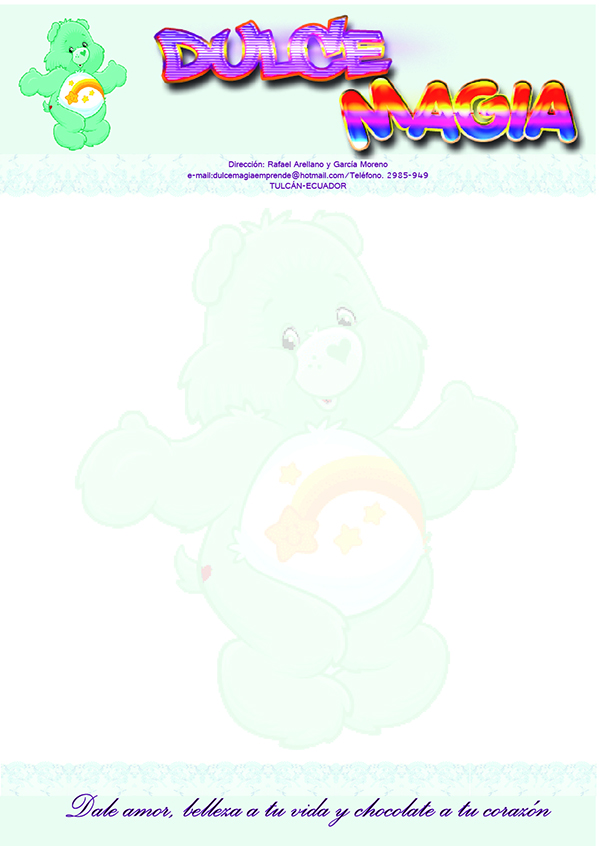 DULCE
MAGIA
Dirección: Rafael Arellano y García Moreno
e-mail:dulcemagiaemprende@hotmail.com/Teléfono. 2985-949
TULCÁN-ECUADOR
Dale amor, belleza a tu vida y chocolate a tu corazón